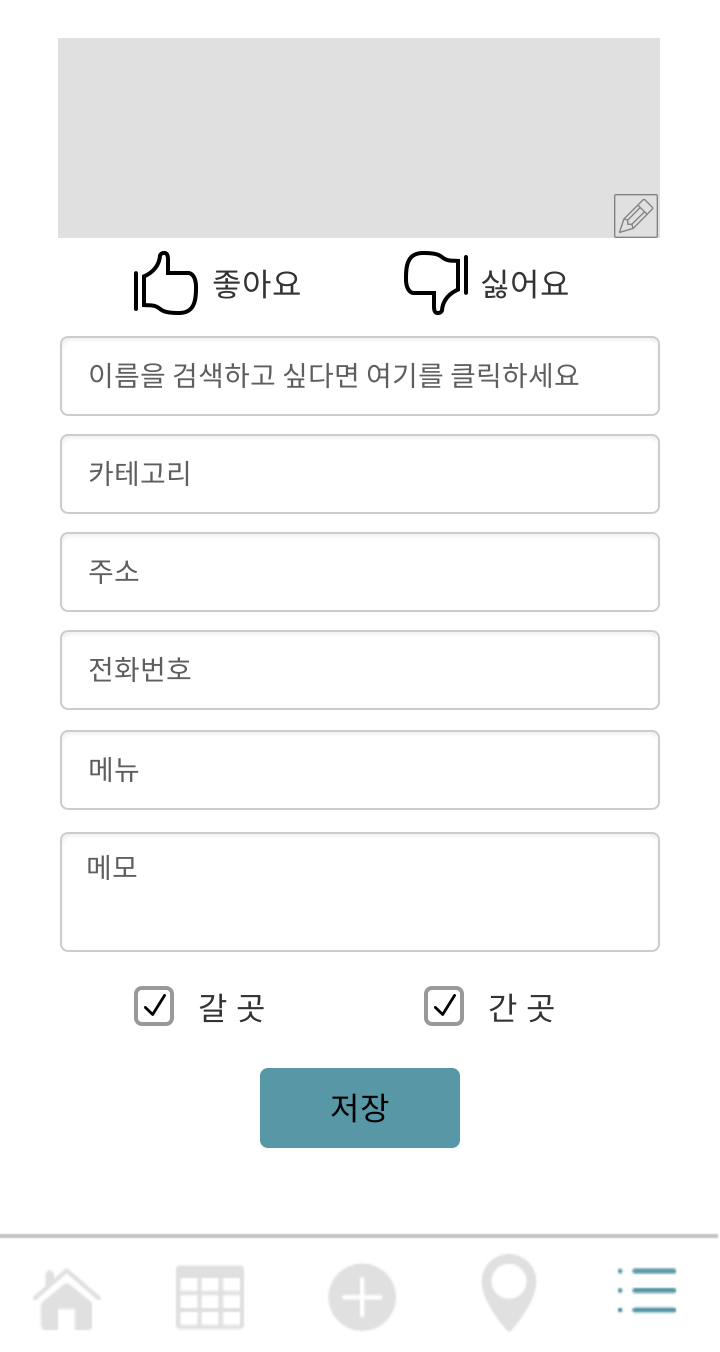 좋아요 싫어요
이름을 검색하고 싶다면 여기를 클릭하세요
카테고리
주소
전화번호
메뉴
메모
갈 곳 간 곳
저장